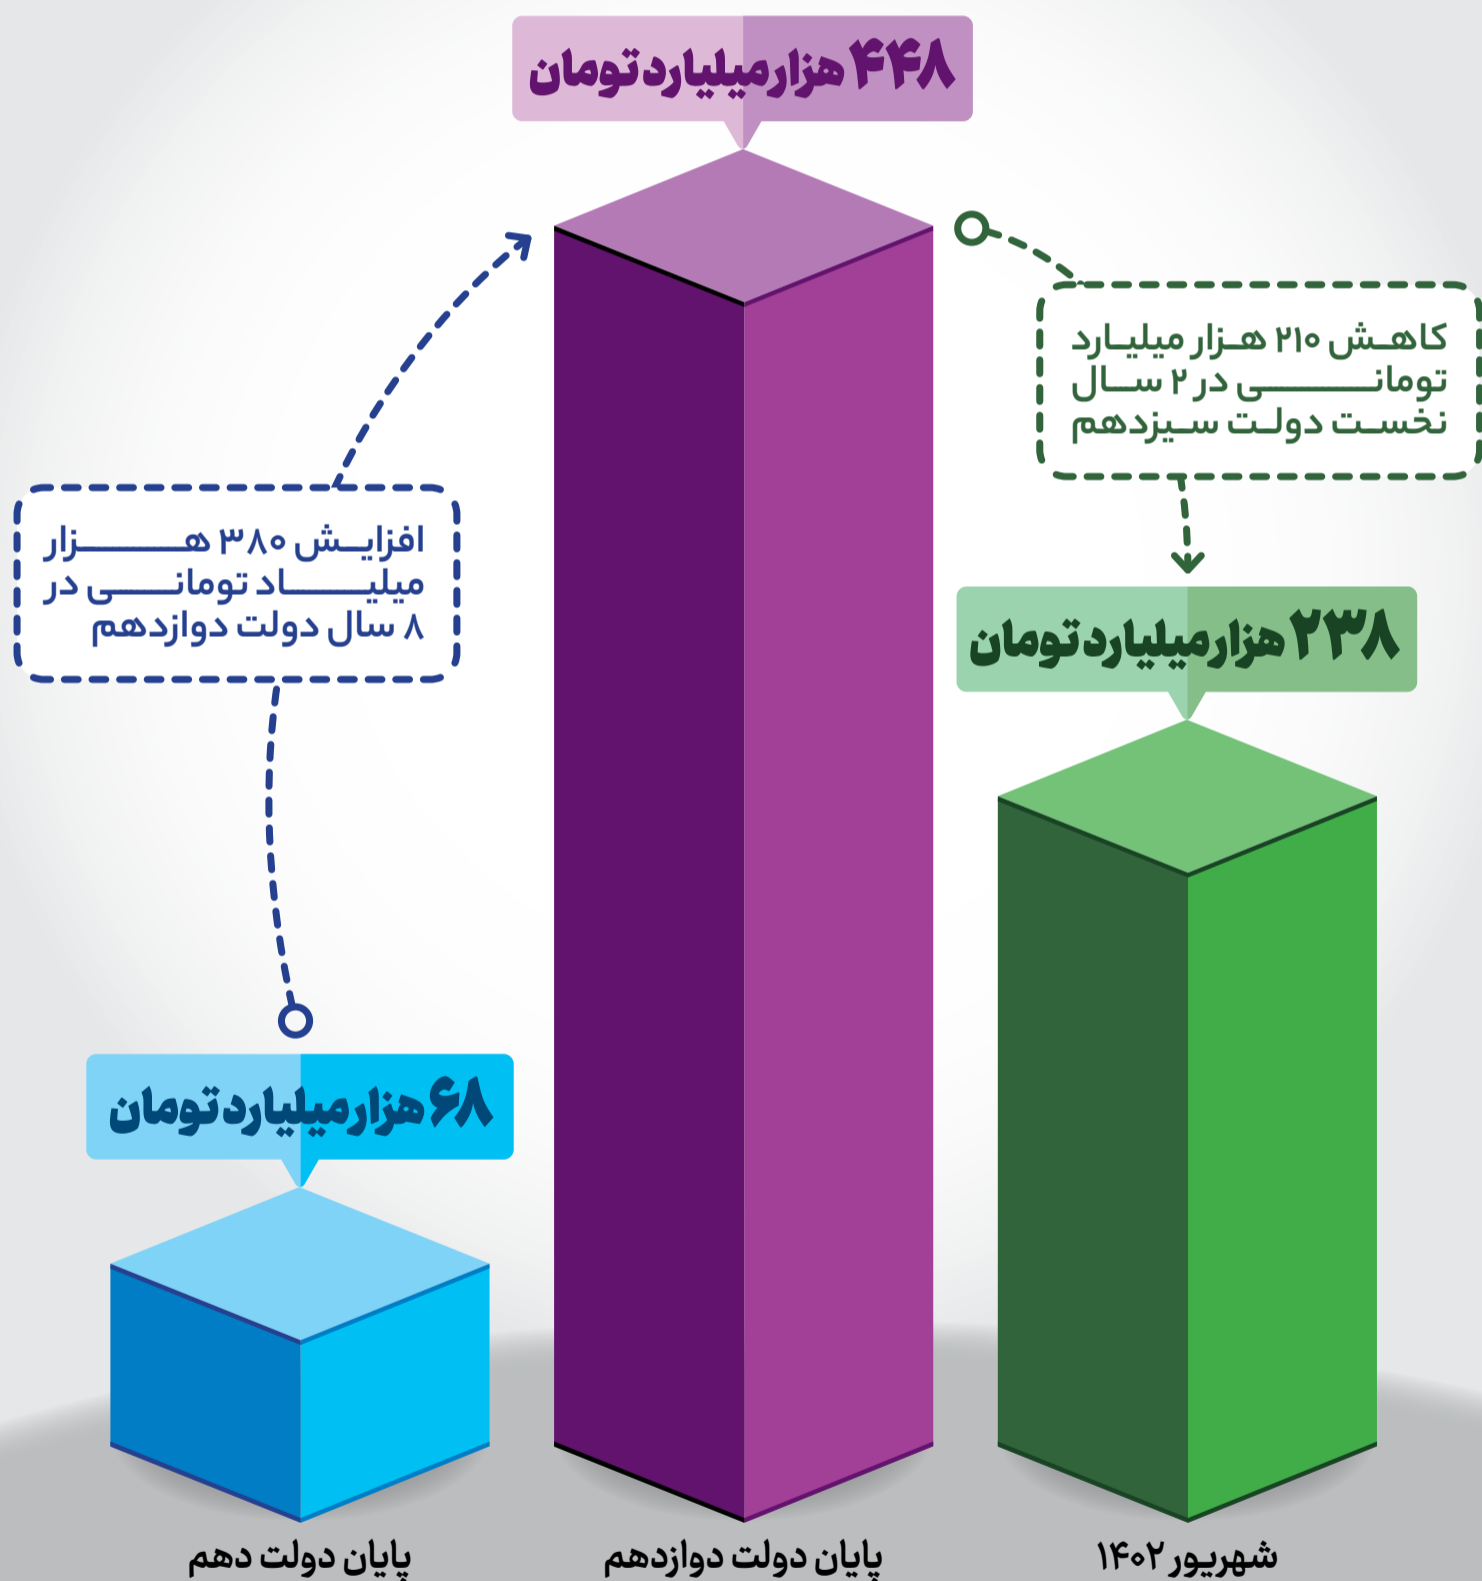 ۴۴۸ هزار میلیارد تومان
کاهش ۲۱۰ هزار میلیارد
تومانی در ۲ سال
نخست دولت سیزدهم
افزایش ۳۸۰ هزار
میلیاد تومانی در
۸ سال دولت دوازدهم
۲۳۸ هزار میلیارد تومان
۶۸ هزار میلیارد تومان
شهریور ۱۴۰۲
پایان دولت دوازدهم
پایان دولت دهم